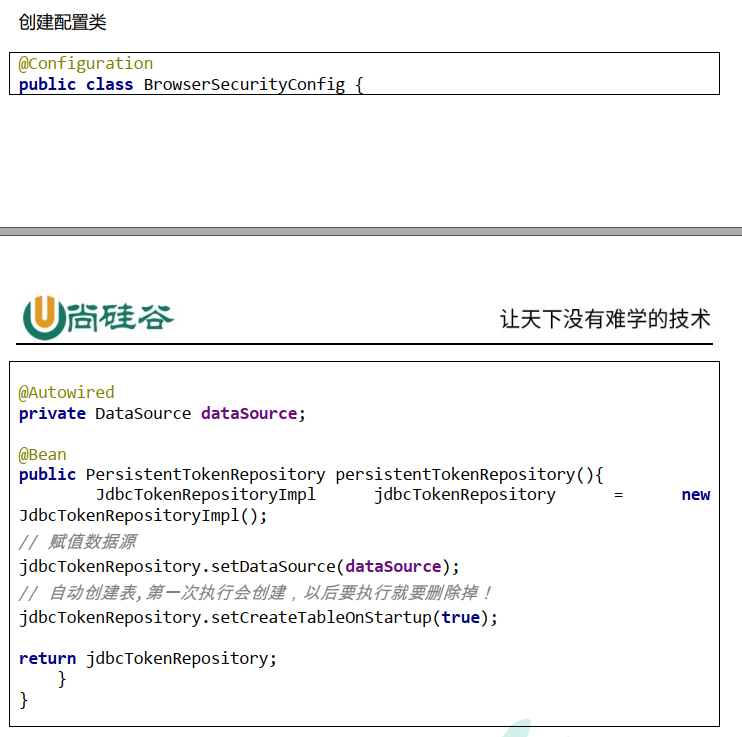 创建配置类
@Configuration
public class BrowserSecurityConfig {
尚硅谷
让天下没有难学的技术
@Autowired
private DataSource dataSource;
@Bean
public PersistentTokenRepository persistentTokenRepository(){
JdbcTokenRepositoryImpl jdbcTokenRepository = new
JdbcTokenRepositoryImpl();
// 赋值数据源
jdbcTokenRepository.setDataSource(dataSource);
// 自动创建表,第一次执行会创建，以后要执行就要删除掉！
jdbcTokenRepository.setCreateTableOnStartup(true);
return jdbcTokenRepository;
}
}